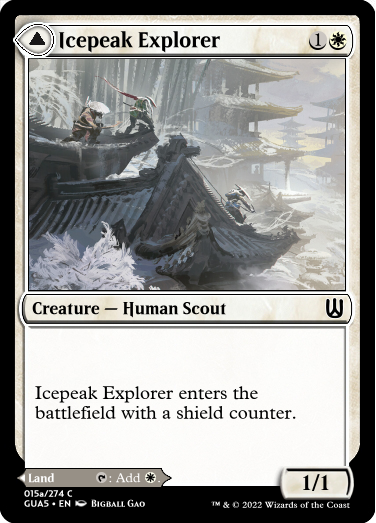 Icepeak Explorer 1
Creature — Human Scout
Icepeak Explorer enters the
battlefield with a shield counter.
Land : Add .
1/1
015a/274 C
GUA5 • EN Bigball Gao
™ & © 2022 Wizards of the Coast